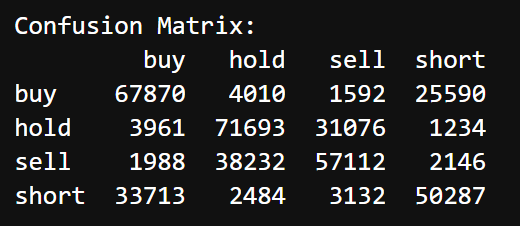 Confusion Matrix:
buy hold sell short
buy 67870 4010 1592 25590
hold 3961 71693 31076 1234
sell 1988 38232 57112 2146
short 33713 2484 3132 50287